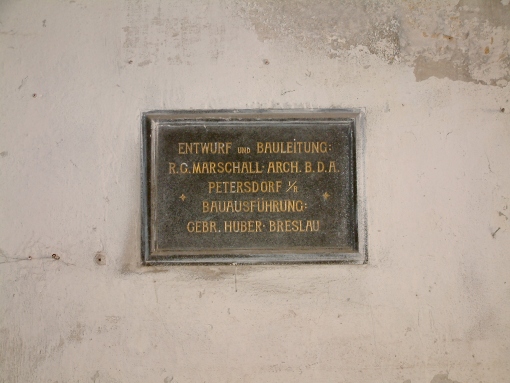 ENTWURF UND BAULEITUNG:
R.G. MARSCHALL · ARCH. B.D.A.
PETERSDORF i/R
BAUAUSFÜHRUNG:
GEBR. HUBER · BRESLAU